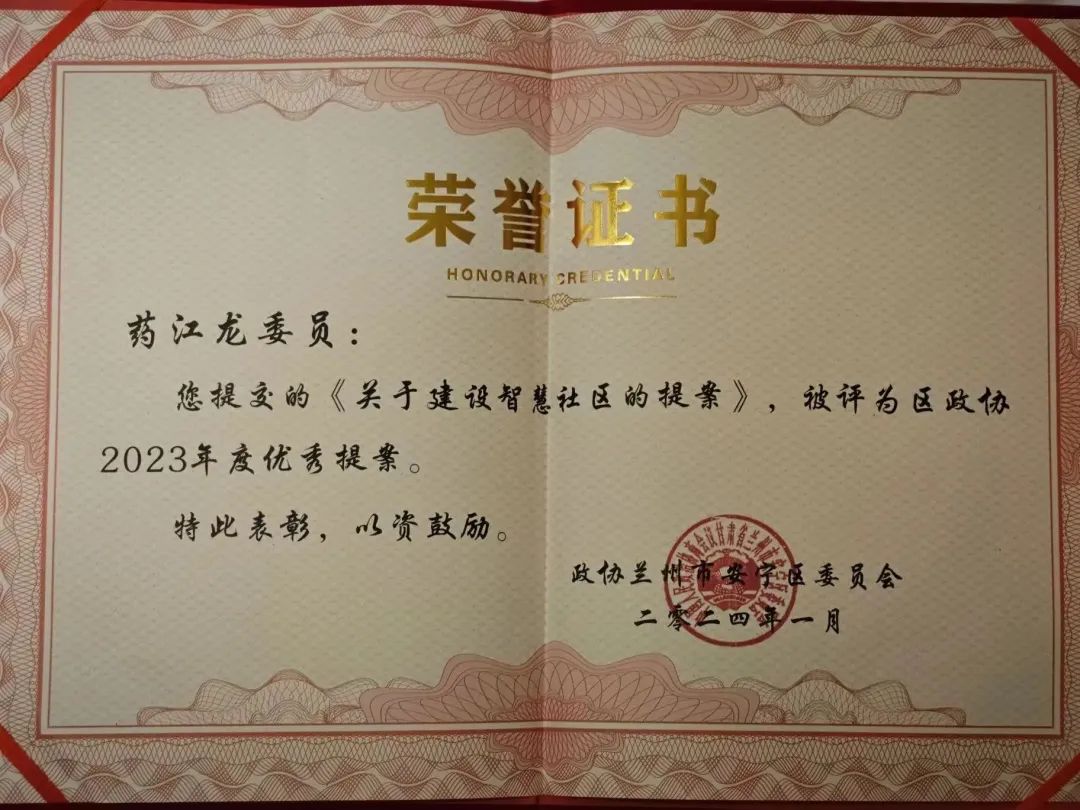 荣誉证书
HONORARY CREDENTIAL
药江龙委员：
您提交的《关于建设智慧社区的提案》，被评为区政协
2023年度优秀提案。
特此表彰，以资鼓励。
政协兰州市安宁区委员会
二零二四年一月